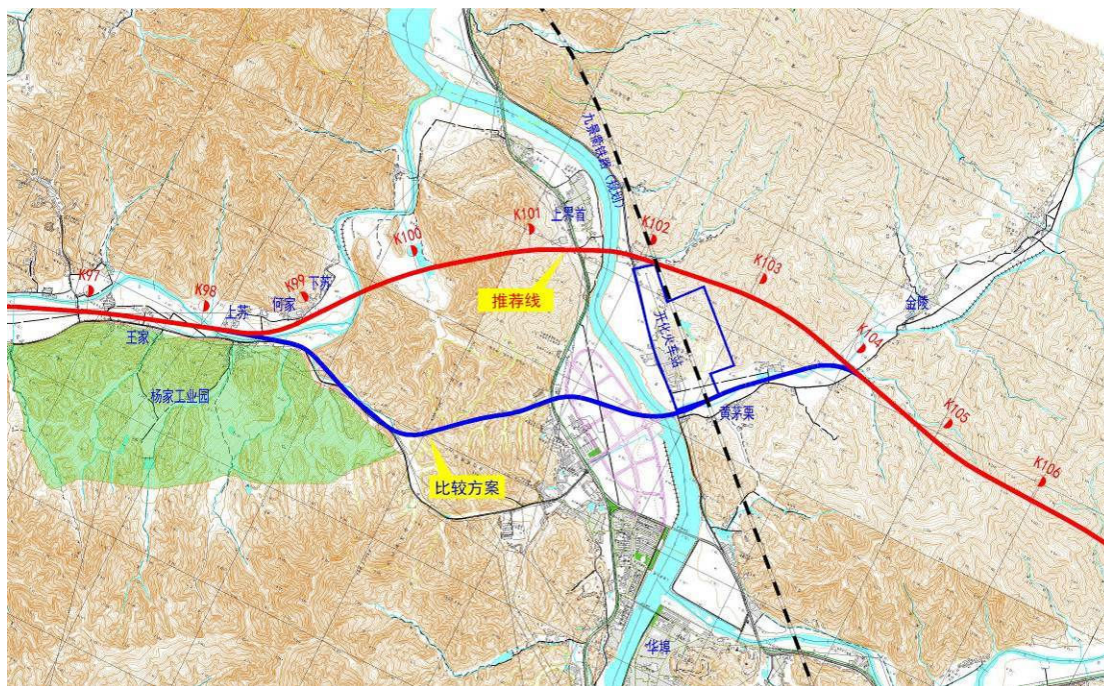 九景衢铁路（规划）
K102
K101
上界首
K100
K103
K97
K99
下苏
K98
何家
上苏
推荐线
开化火车站
金陵
K104
王家
杨家工业园
黄茅栗
K105
比较方案
K106
华埠